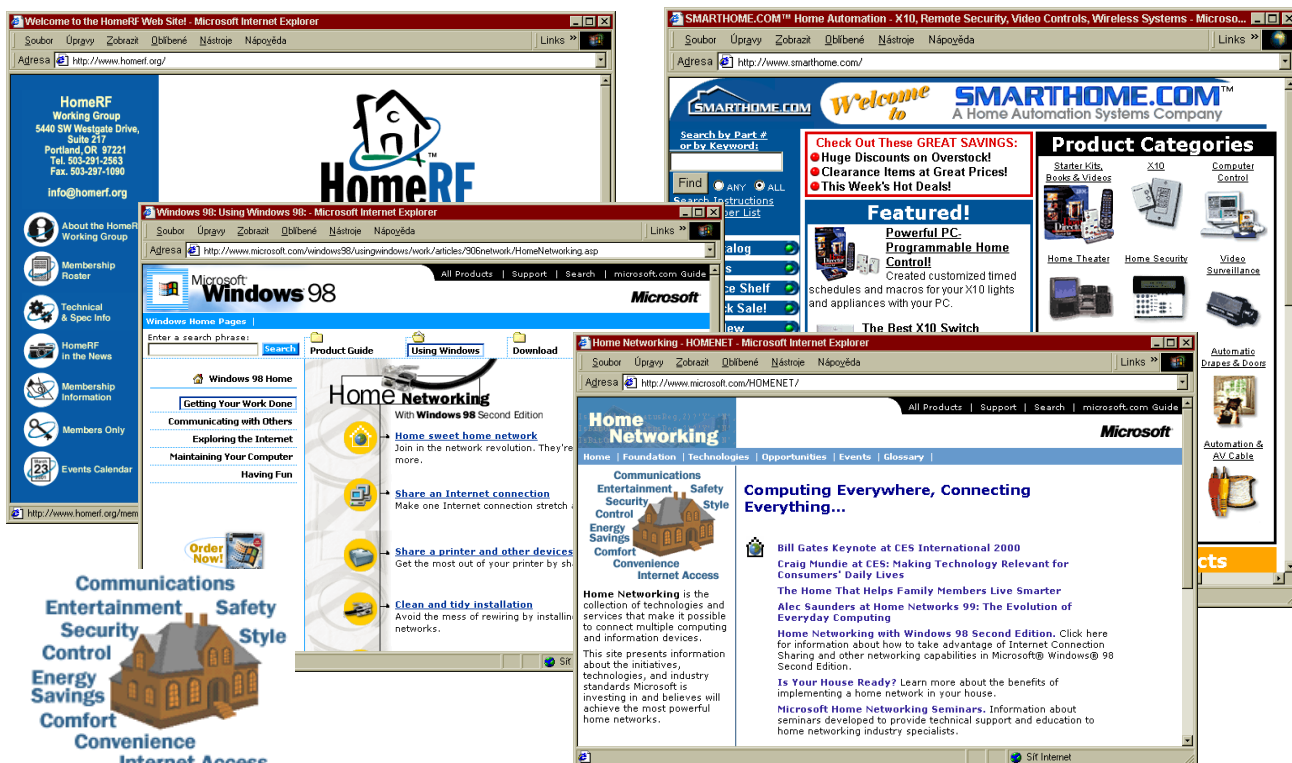 Welcome to the HomeRF Web Site! - Microsoft Internet Explorer
Soubor Úpravy Zobrazit Oblíbené Nástroje Nápověda Links »
Adresa http://www.homerf.org/
HomeRF
Working Group
5440 SW Westgate Drive,
Suite 217
Portland,OR 97221
Tel. 503-291-2563
Fax. 503-297-1090
info@homerf.org
About the HomeR
Working Group
Membership
Roster
Technical
& Spec Info
HomeRF
in the News
Membership
Information
Members Only
23
Events Calendar
http://www.homerf.org/mem
C
TM
HomeRF
SMARTHOME.COM™ Home Automation - X10, Remote Security, Video Controls, Wireless Systems - Microso...
Soubor Úpravy Zobrazit Oblíbené Nástroje Nápověda Links »
Adresa http://www.smarthome.com/
SMARTHOME.COM
Welcome
to
SMARTHOME.COM™
A Home Automation Systems Company
Search by Part #
or by Keyword:
Find ANY ALL
Search Instructions
per List
alog
s
ce Shelf
k Sale!
ew
Check Out These GREAT SAVINGS:
Huge Discounts on Overstock!
Clearance Items at Great Prices!
This Week's Hot Deals!
Featured!
Powerful PC-
Programmable Home
Control!
Created customized timed
schedules and macros for your X10 lights
and appliances with your PC.
The Best X10 Switch
Product Categories
Starter Kits,
Books & Videos
X10
Computer
Control
Home Theater
Home Security
Video
Surveillance
Automatic
Drapes & Doors
Automation &
AV Cable
cts
Windows 98: Using Windows 98: - Microsoft Internet Explorer
Soubor Úpravy Zobrazit Oblíbené Nástroje Nápověda Links »
Adresa http://www.microsoft.com/windows98/usingwindows/work/articles/906network/HomeNetworking.asp
All Products | Support | Search | microsoft.com Guide
Microsoft
Windows 98
Microsoft
Windows Home Pages |
Enter a search phrase:
Search
Product Guide
Using Windows
Download
Windows 98 Home
Getting Your Work Done
Communicating with Others
Exploring the Internet
Maintaining Your Computer
Having Fun
Order
Now!
Home Networking
With Windows 98 Second Edition
Home sweet home network
Join in the network revolution. They're
more.
Share an Internet connection
Make one Internet connection stretch
Share a printer and other devices
Get the most out of your printer by sh
Clean and tidy installation
Avoid the mess of rewiring by installin
networks.
Síť
Home Networking - HOMENET - Microsoft Internet Explorer
Soubor Úpravy Zobrazit Oblíbené Nástroje Nápověda Links »
Adresa http://www.microsoft.com/HOMENET/
All Products | Support | Search | microsoft.com Guide
Home
Networking
Microsoft
Home | Foundation | Technologies | Opportunities | Events | Glossary |
Communications
Entertainment Safety
Security Style
Control
Energy
Savings
Comfort
Convenience
Internet Access
Home Networking is the
collection of technologies and
services that make it possible
to connect multiple computing
and information devices.
This site presents information
about the initiatives,
technologies, and industry
standards Microsoft is
investing in and believes will
achieve the most powerful
home networks.
Computing Everywhere, Connecting
Everything...
Bill Gates Keynote at CES International 2000
Craig Mundie at CES: Making Technology Relevant for
Consumers' Daily Lives
The Home That Helps Family Members Live Smarter
Alec Saunders at Home Networks 99: The Evolution of
Everyday Computing
Home Networking with Windows 98 Second Edition. Click here
for information about how to take advantage of Internet Connection
Sharing and other networking capabilities in Microsoft® Windows® 98
Second Edition.
Is Your House Ready? Learn more about the benefits of
implementing a home network in your house.
Microsoft Home Networking Seminars. Information about
seminars developed to provide technical support and education to
home networking industry specialists.
Síť Internet
Communications
Entertainment Safety
Security Style
Control
Energy
Savings
Comfort
Convenience
Internet Access